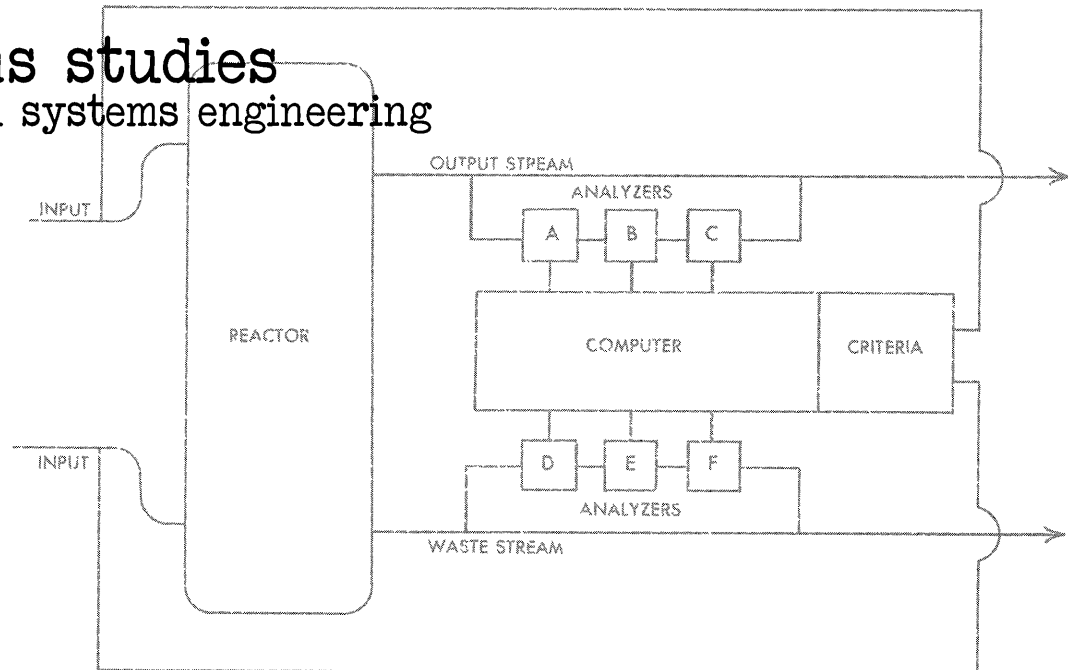 studies
systems engineering
OUTPUT STREAM
ANALYZERS
INPUT
A B C
REACTOR
COMPUTER
CRITERIA
D E F
INPUT
ANALYZERS
WASTE STREAM